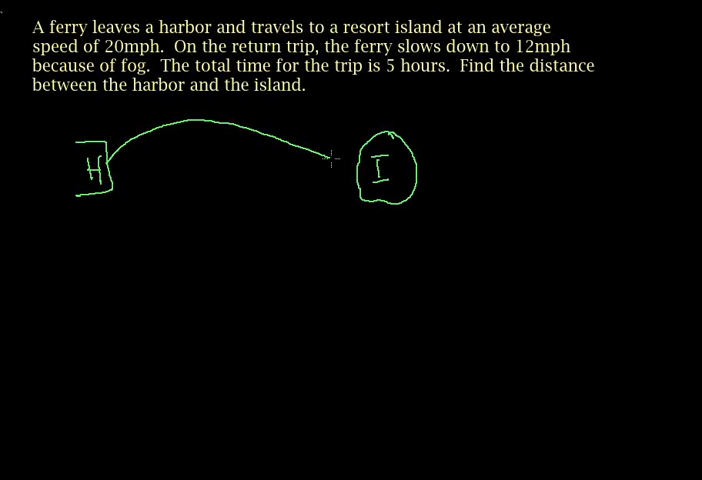 A ferry leaves a harbor and travels to a resort island at an average
speed of 20mph.  On the return trip, the ferry slows down to 12mph
because of fog.  The total time for the trip is 5 hours.  Find the distance
between the harbor and the island.
H I